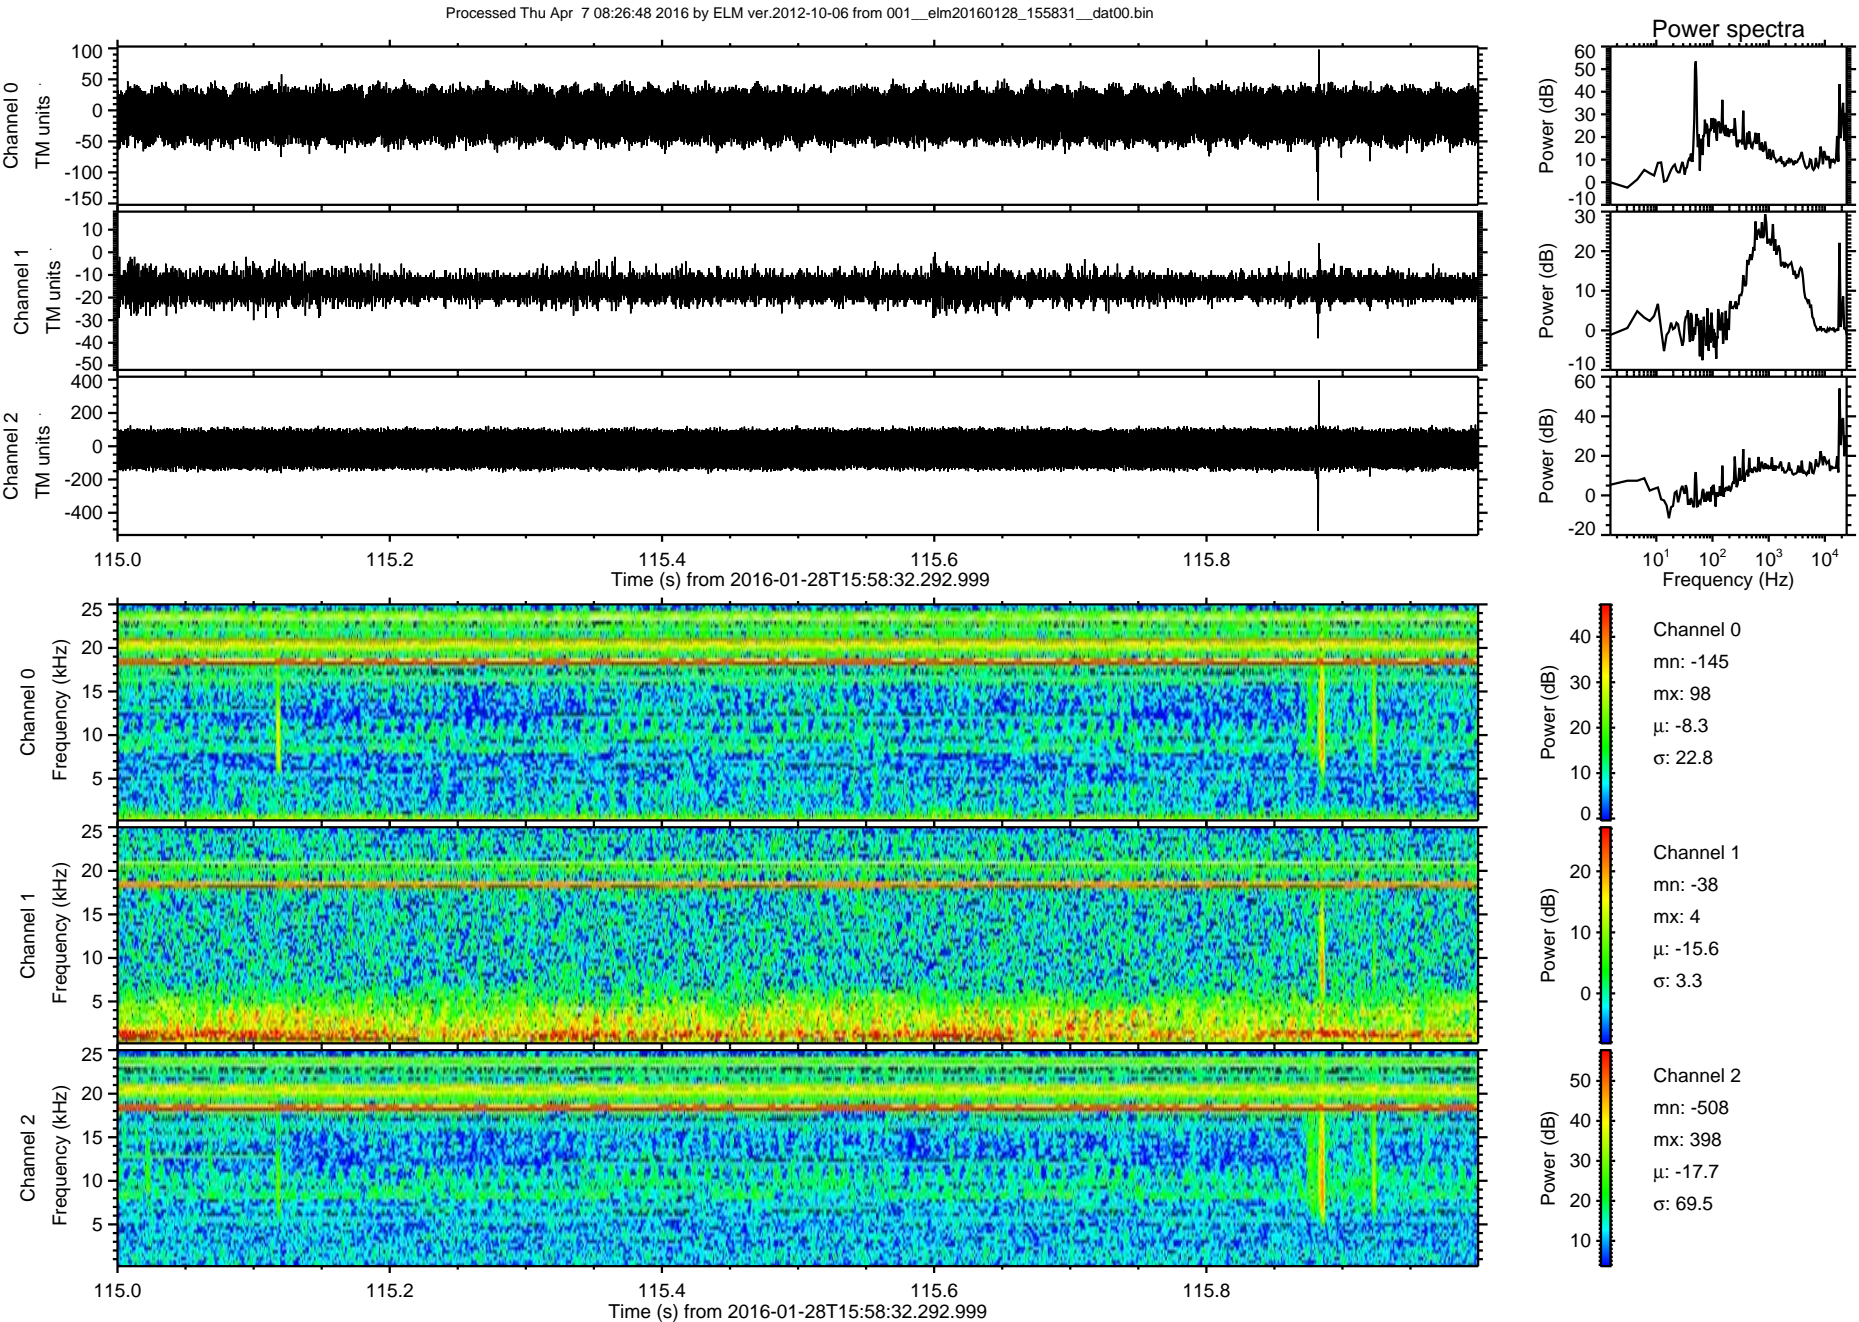 Processed Thu Apr  7 08:26:48 2016 by ELM ver.2012-10-06 from 001__elm20160128_155831__dat00.bin
Power spectra
Channel 0
TM units
100
50
0
-50
-100
-150
Power (dB)
60
50
40
30
20
10
0
-10
Channel 1
TM units
10
0
-10
-20
-30
-40
-50
Power (dB)
30
20
10
0
-10
Channel 2
TM units
400
200
0
-200
-400
Power (dB)
60
40
20
0
-20
115.0 115.2 115.4 115.6 115.8
Time (s) from 2016-01-28T15:58:32.292.999
10^1 10^2 10^3 10^4
Frequency (Hz)
Channel 0
Frequency (kHz)
25
20
15
10
5
Power (dB)
40
30
20
10
0
Channel 0
mn: -145
mx: 98
μ: -8.3
σ: 22.8
Channel 1
Frequency (kHz)
25
20
15
10
5
Power (dB)
20
10
0
Channel 1
mn: -38
mx: 4
μ: -15.6
σ: 3.3
Channel 2
Frequency (kHz)
25
20
15
10
5
Power (dB)
50
40
30
20
10
Channel 2
mn: -508
mx: 398
μ: -17.7
σ: 69.5
115.0 115.2 115.4 115.6 115.8
Time (s) from 2016-01-28T15:58:32.292.999